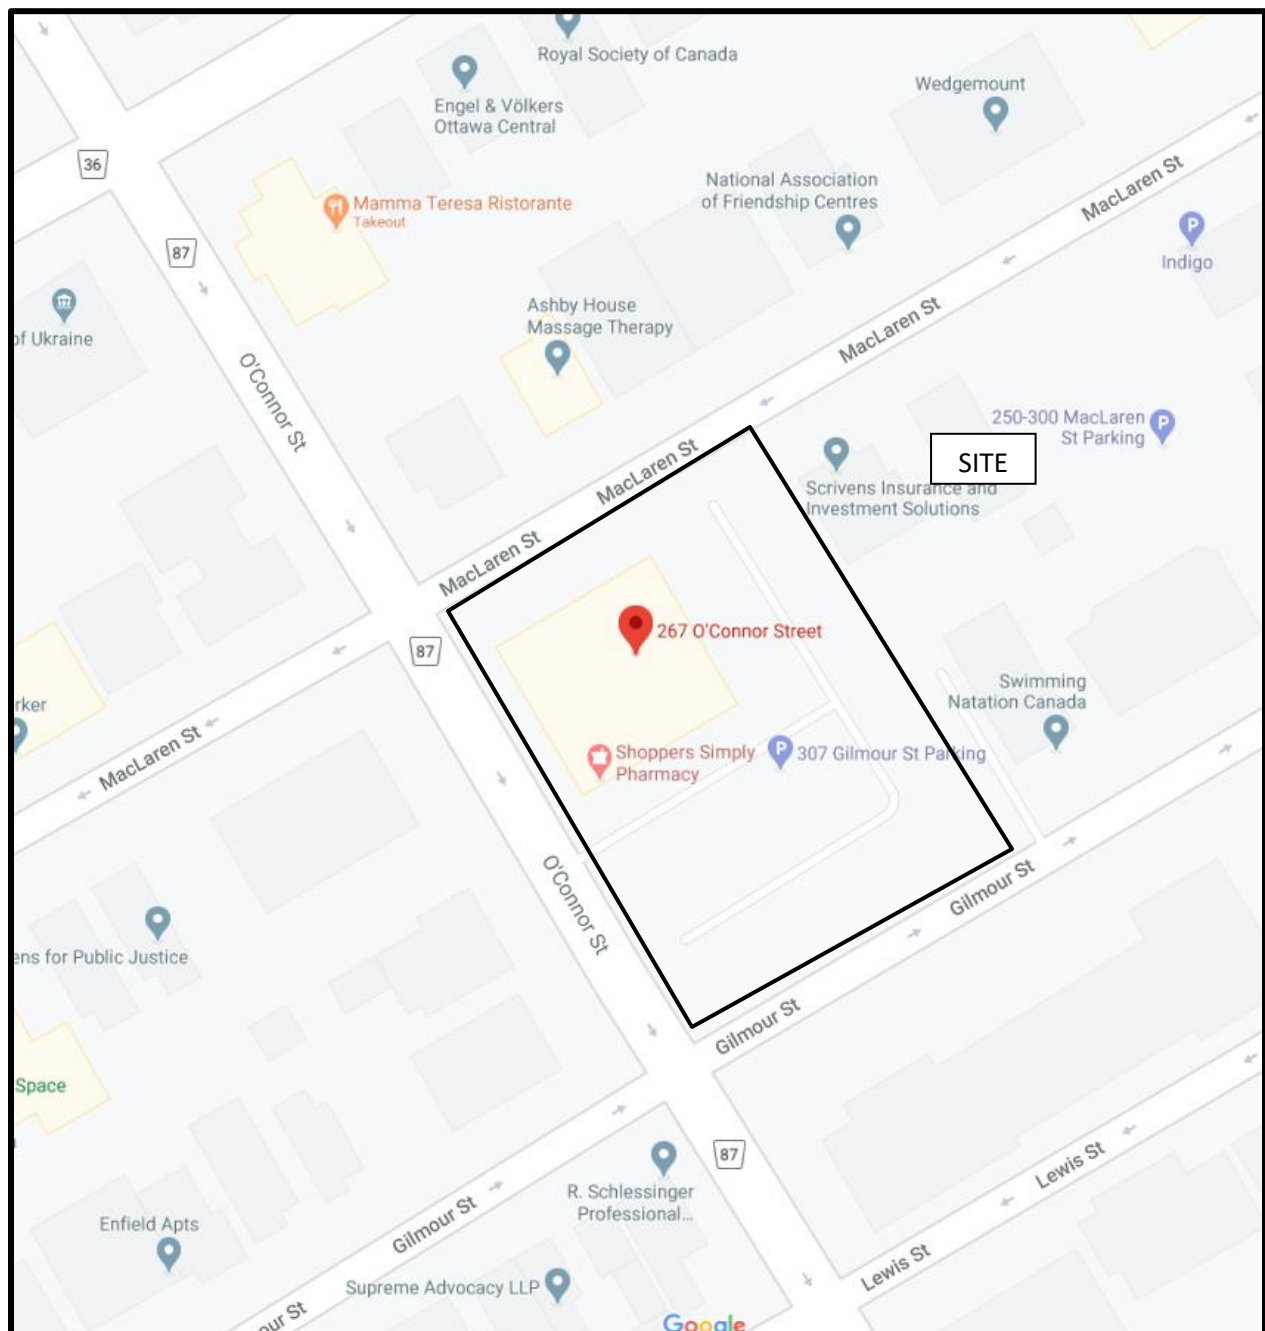 Royal Society of Canada
Engel & Völkers
Ottawa Central
Wedgemount
36
MacLaren St
National Association
of Friendship Centres
Mamma Teresa Ristorante
Takeout
87
Indigo
of Ukraine
Ashby House
Massage Therapy
MacLaren St
O'Connor St
250-300 MacLaren
St Parking
MacLaren St
SITE
Scrivens Insurance and
Investment Solutions
MacLaren St
267 O'Connor Street
87
Swimming
Natation Canada
rker
MacLaren St
Shoppers Simply
Pharmacy
307 Gilmour St Parking
O'Connor St
Gilmour St
ens for Public Justice
Gilmour St
Space
87
Lewis St
R. Schlessinger
Professional...
Enfield Apts
Gilmour St
Lewis St
Supreme Advocacy LLP
our St
Google